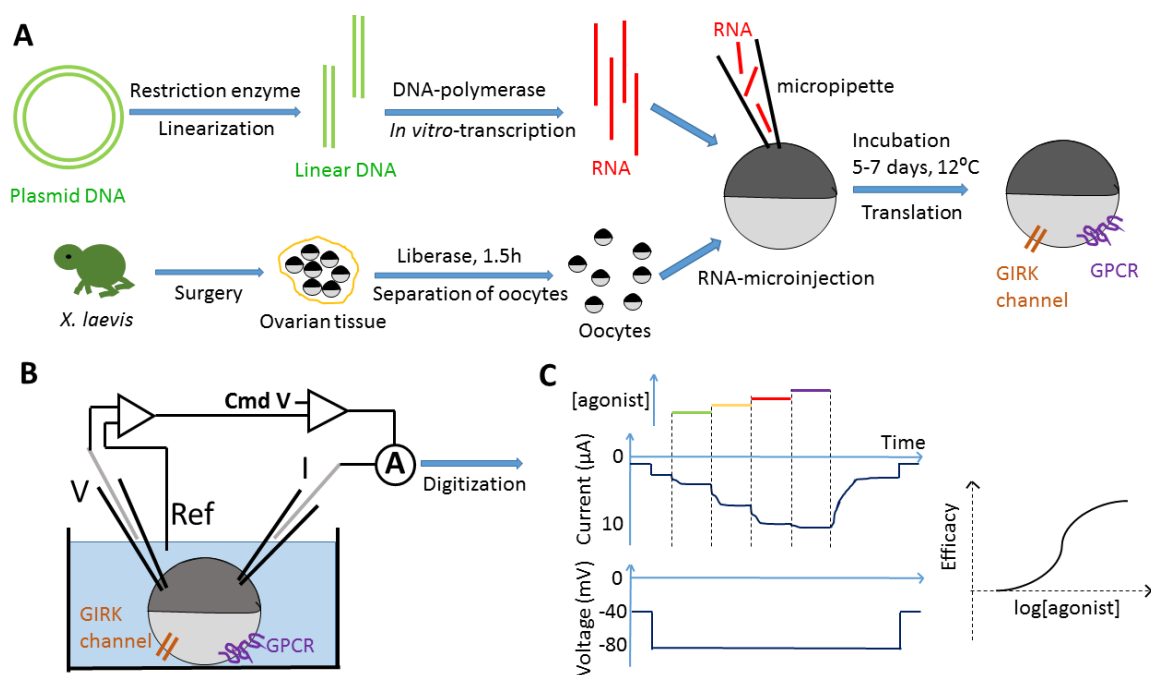 A
Plasmid DNA
Restriction enzyme
Linearization
Linear DNA
DNA-polymerase
In vitro-transcription
RNA
RNA
micropipette
Incubation
5-7 days, 12°C
Translation
GIRK
channel
GPCR
X. laevis
Surgery
Ovarian tissue
Liberase, 1.5h
Separation of oocytes
Oocytes
RNA-microinjection
B
Cmd V
A
Digitization
V
Ref
I
GIRK
channel
GPCR
C
[agonist]
Time
Current (µA)
0
10
Voltage (mV)
0
-40
-80
Efficacy
log[agonist]